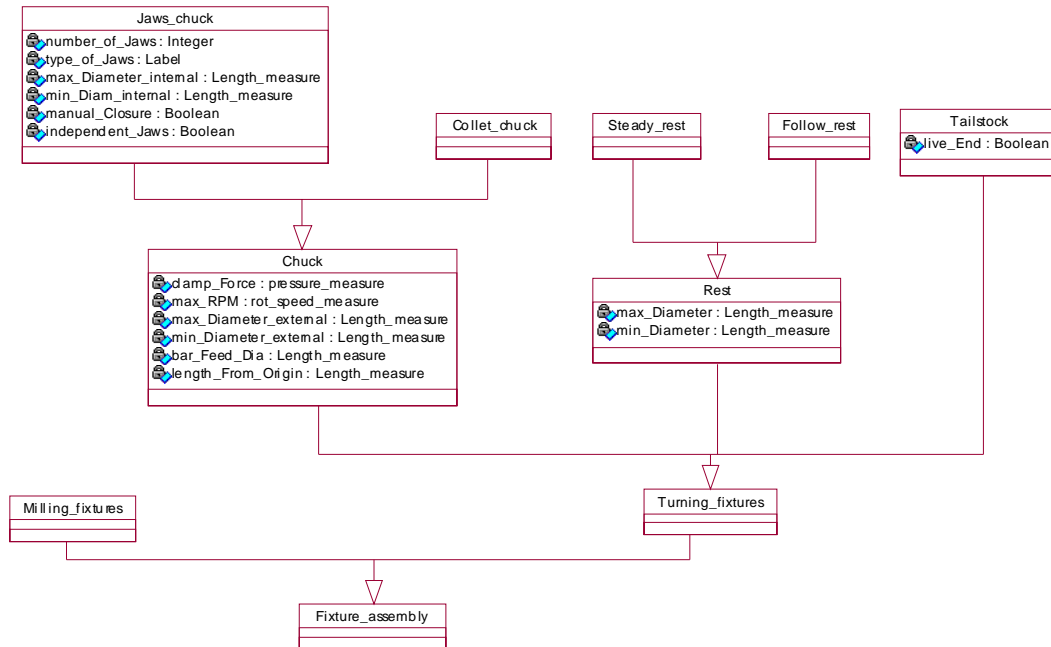 Jaws_chuck
number_of_Jaws : Integer
type_of_Jaws : Label
max_Diameter_internal : Length_measure
min_Diam_internal : Length_measure
manual_Closure : Boolean
independent_Jaws : Boolean
Collet_chuck
Steady_rest
Follow_rest
Tailstock
live_End : Boolean
Chuck
clamp_Force : pressure_measure
max_RPM : rot_speed_measure
max_Diameter_external : Length_measure
min_Diameter_external : Length_measure
bar_Feed_Dia : Length_measure
length_From_Origin : Length_measure
Rest
max_Diameter : Length_measure
min_Diameter : Length_measure
Milling_fixtures
Turning_fixtures
Fixture_assembly